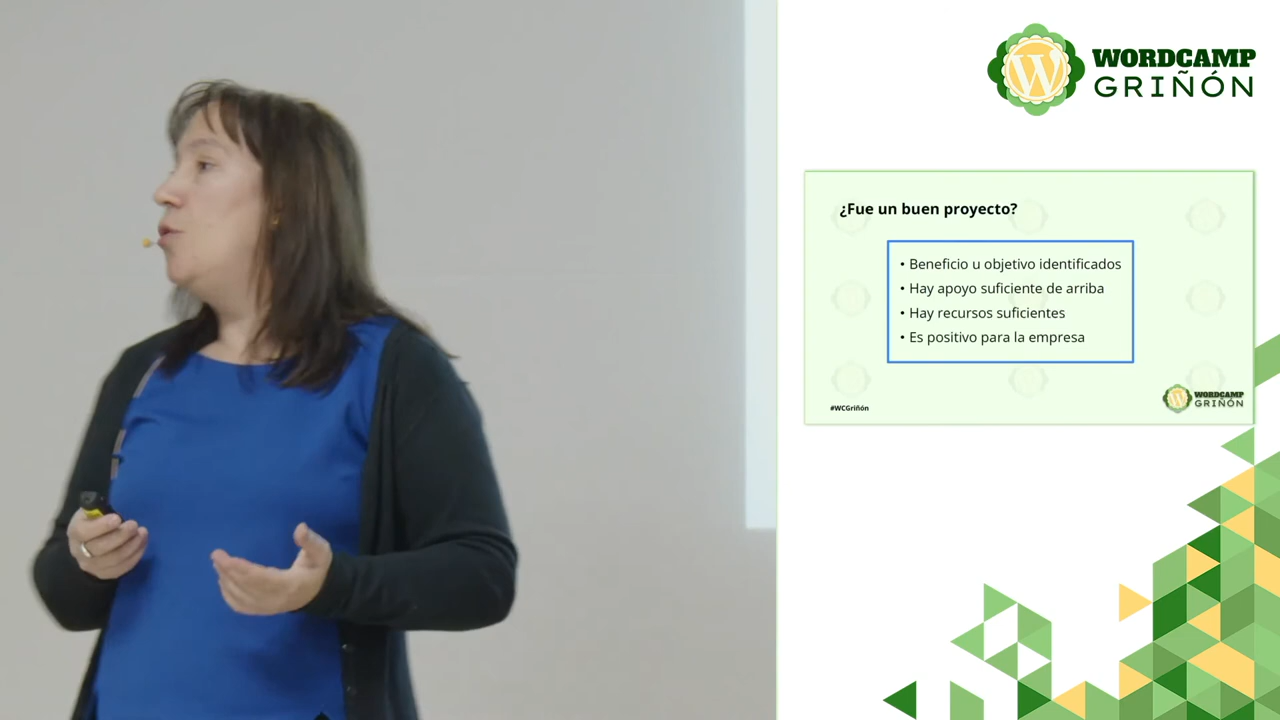 WORDCAMP
GRIÑÓN
¿Fue un buen proyecto?
• Beneficio u objetivo identificados
• Hay apoyo suficiente de arriba
• Hay recursos suficientes
• Es positivo para la empresa
#WCGriñón
WORDCAMP
GRIÑÓN